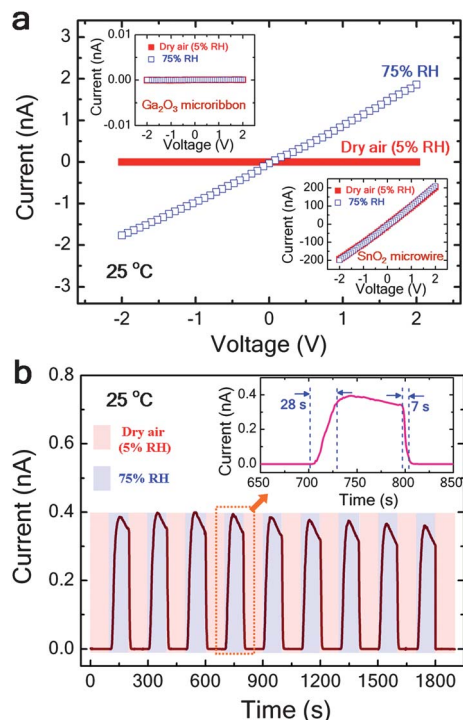 a
0.01
0.00
-0.01
Current (nA)
Dry air (5% RH)
75% RH
Ga2O3 microribbon
-2 -1 0 1 2
Voltage (V)
75% RH
Dry air (5% RH)
3
2
1
0
-1
-2
-3
Current (nA)
200
100
0
-100
-200
Current (nA)
Dry air (5% RH)
75% RH
SnO2 microwire
-2 -1 0 1 2
Voltage (V)
25 °C
-2 -1 0 1 2
Voltage (V)
b
25 °C
Dry air
(5% RH)
75% RH
0.8
0.6
0.4
0.2
0.0
Current (nA)
0.4
0.2
0.0
Current (nA)
28 s
7 s
650 700 750 800 850
Time (s)
0 300 600 900 1200 1500 1800
Time (s)